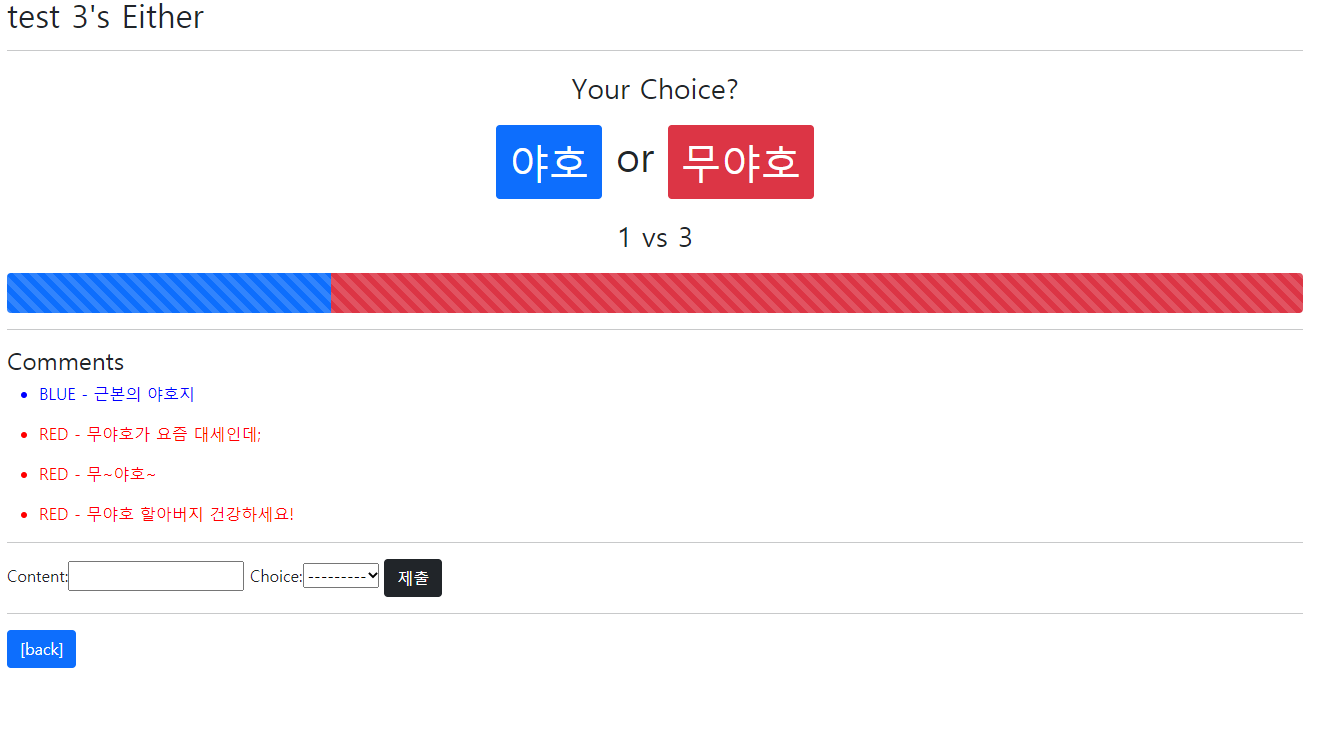 test 3's Either
Your Choice?
야호 or 무야호
1 vs 3
Comments
BLUE - 근본의 야호지
RED - 무야호가 요즘 대세인데;
RED - 무~야호~
RED - 무야호 할아버지 건강하세요!
Content: Choice: --------- 제출
[back]